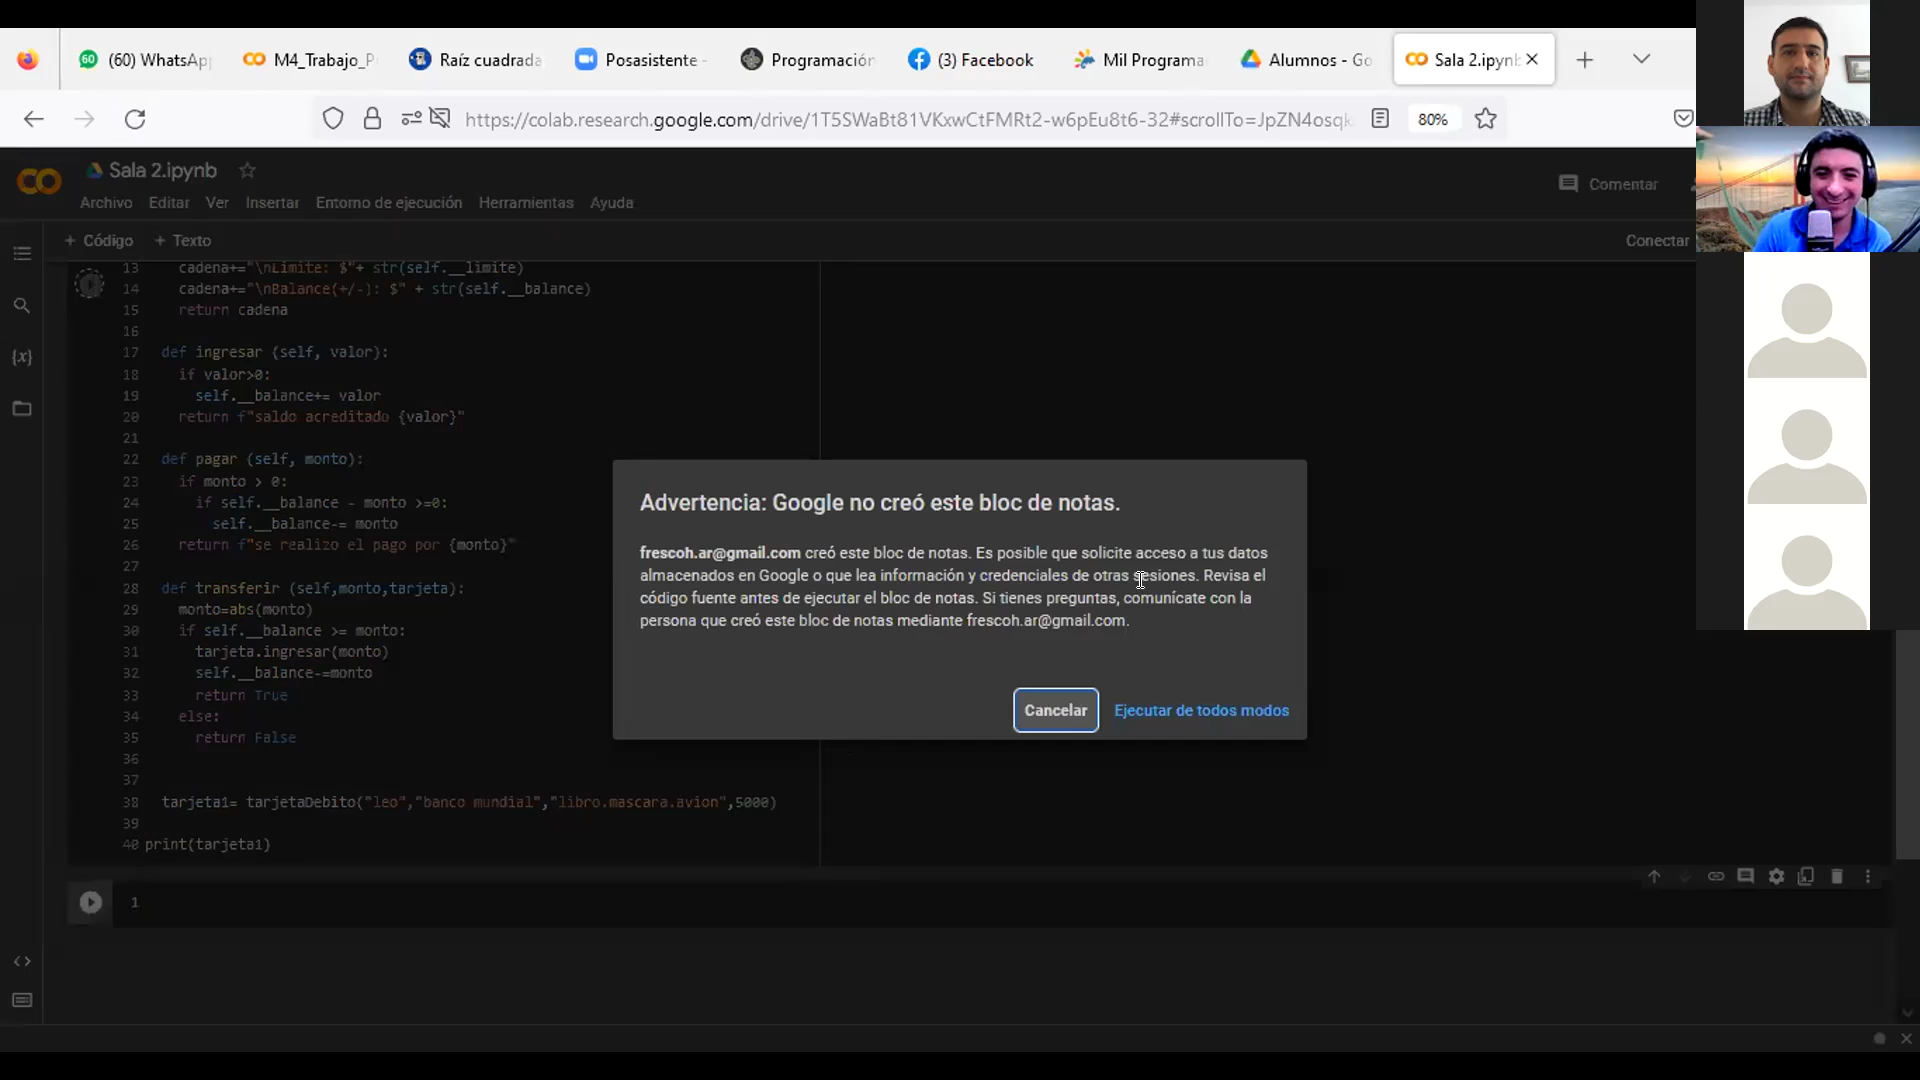 (60) WhatsAp
M4_Trabajo_P
Raíz cuadrada
Posasistente -
Programación
(3) Facebook
Mil Programa
Alumnos - Go
Sala 2.ipynb
https://colab.research.google.com/drive/1T5SWaBt81VKxwCtFMRt2-w6pEu8t6-32#scrollTo=JpZN4osqk
80%
Sala 2.ipynb
Comentar
Archivo Editar Ver Insertar Entorno de ejecución Herramientas Ayuda
+ Código + Texto
Conectar
13 cadena+="\nLimite: $"+ str(self.__limite)
14 cadena+="\nBalance(+/-): $" + str(self.__balance)
15 return cadena
16
17 def ingresar (self, valor):
18 if valor>0:
19 self.__balance+= valor
20 return f"saldo acreditado {valor}"
21
22 def pagar (self, monto):
23 if monto > 0:
24 if self.__balance - monto >=0:
25 self.__balance-= monto
26 return f"se realizo el pago por {monto}"
27
28 def transferir (self,monto,tarjeta):
29 monto=abs(monto)
30 if self.__balance >= monto:
31 tarjeta.ingresar(monto)
32 self.__balance-=monto
33 return True
34 else:
35 return False
36
37
38 tarjeta1= tarjetaDebito("leo","banco mundial","libro.mascara.avion",5000)
39
40 print(tarjeta1)
1
Advertencia: Google no creó este bloc de notas.
frescoh.ar@gmail.com creó este bloc de notas. Es posible que solicite acceso a tus datos
almacenados en Google o que lea información y credenciales de otras sesiones. Revisa el
código fuente antes de ejecutar el bloc de notas. Si tienes preguntas, comunícate con la
persona que creó este bloc de notas mediante frescoh.ar@gmail.com.
Cancelar Ejecutar de todos modos